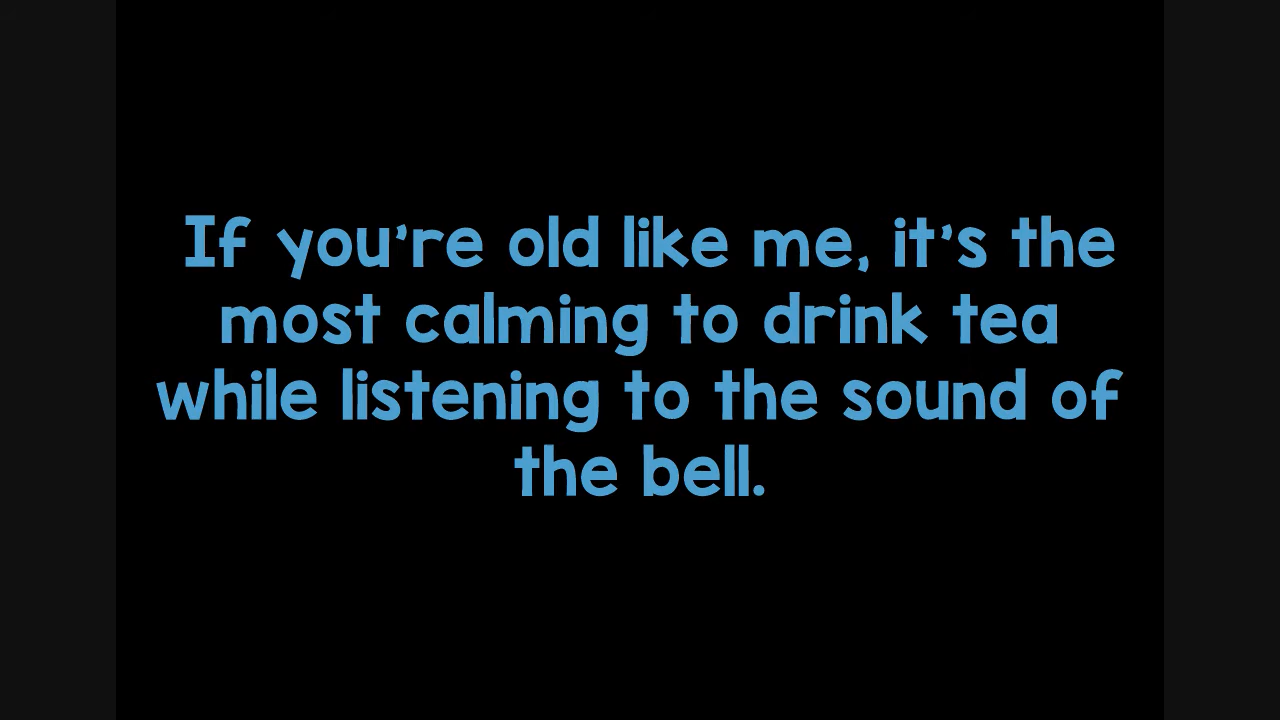 If you're old like me, it's the
most calming to drink tea
while listening to the sound of
the bell.